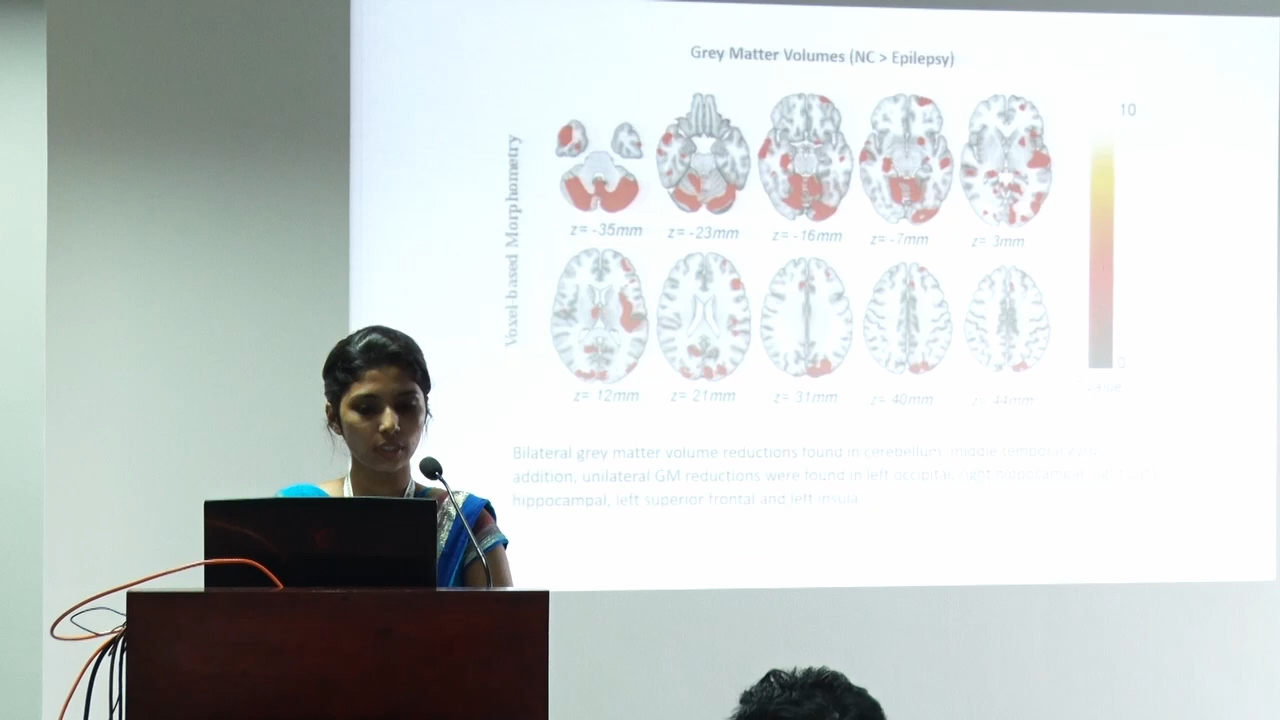 Grey Matter Volumes (NC > Epilepsy)
Voxel-based Morphometry
10
z= -35mm z= -23mm z= -16mm z= -7mm z= 3mm
z= 12mm z= 21mm z= 31mm z= 40mm z= 44mm
0
value
Bilateral grey matter volume reductions found in cerebellum, middle temporal
addition, unilateral GM reductions were found in left occipital, right hippocampal,
hippocampal, left superior frontal and left insula